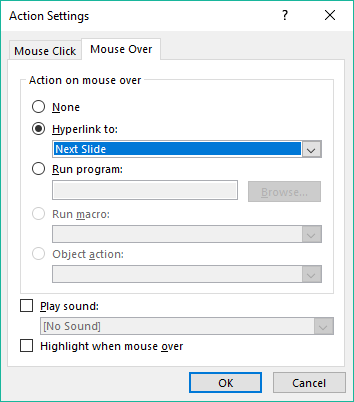 Action Settings
?
Mouse Click Mouse Over
Action on mouse over
None
Hyperlink to:
Next Slide
Run program:
Browse...
Run macro:
Object action:
Play sound:
[No Sound]
Highlight when mouse over
OK Cancel